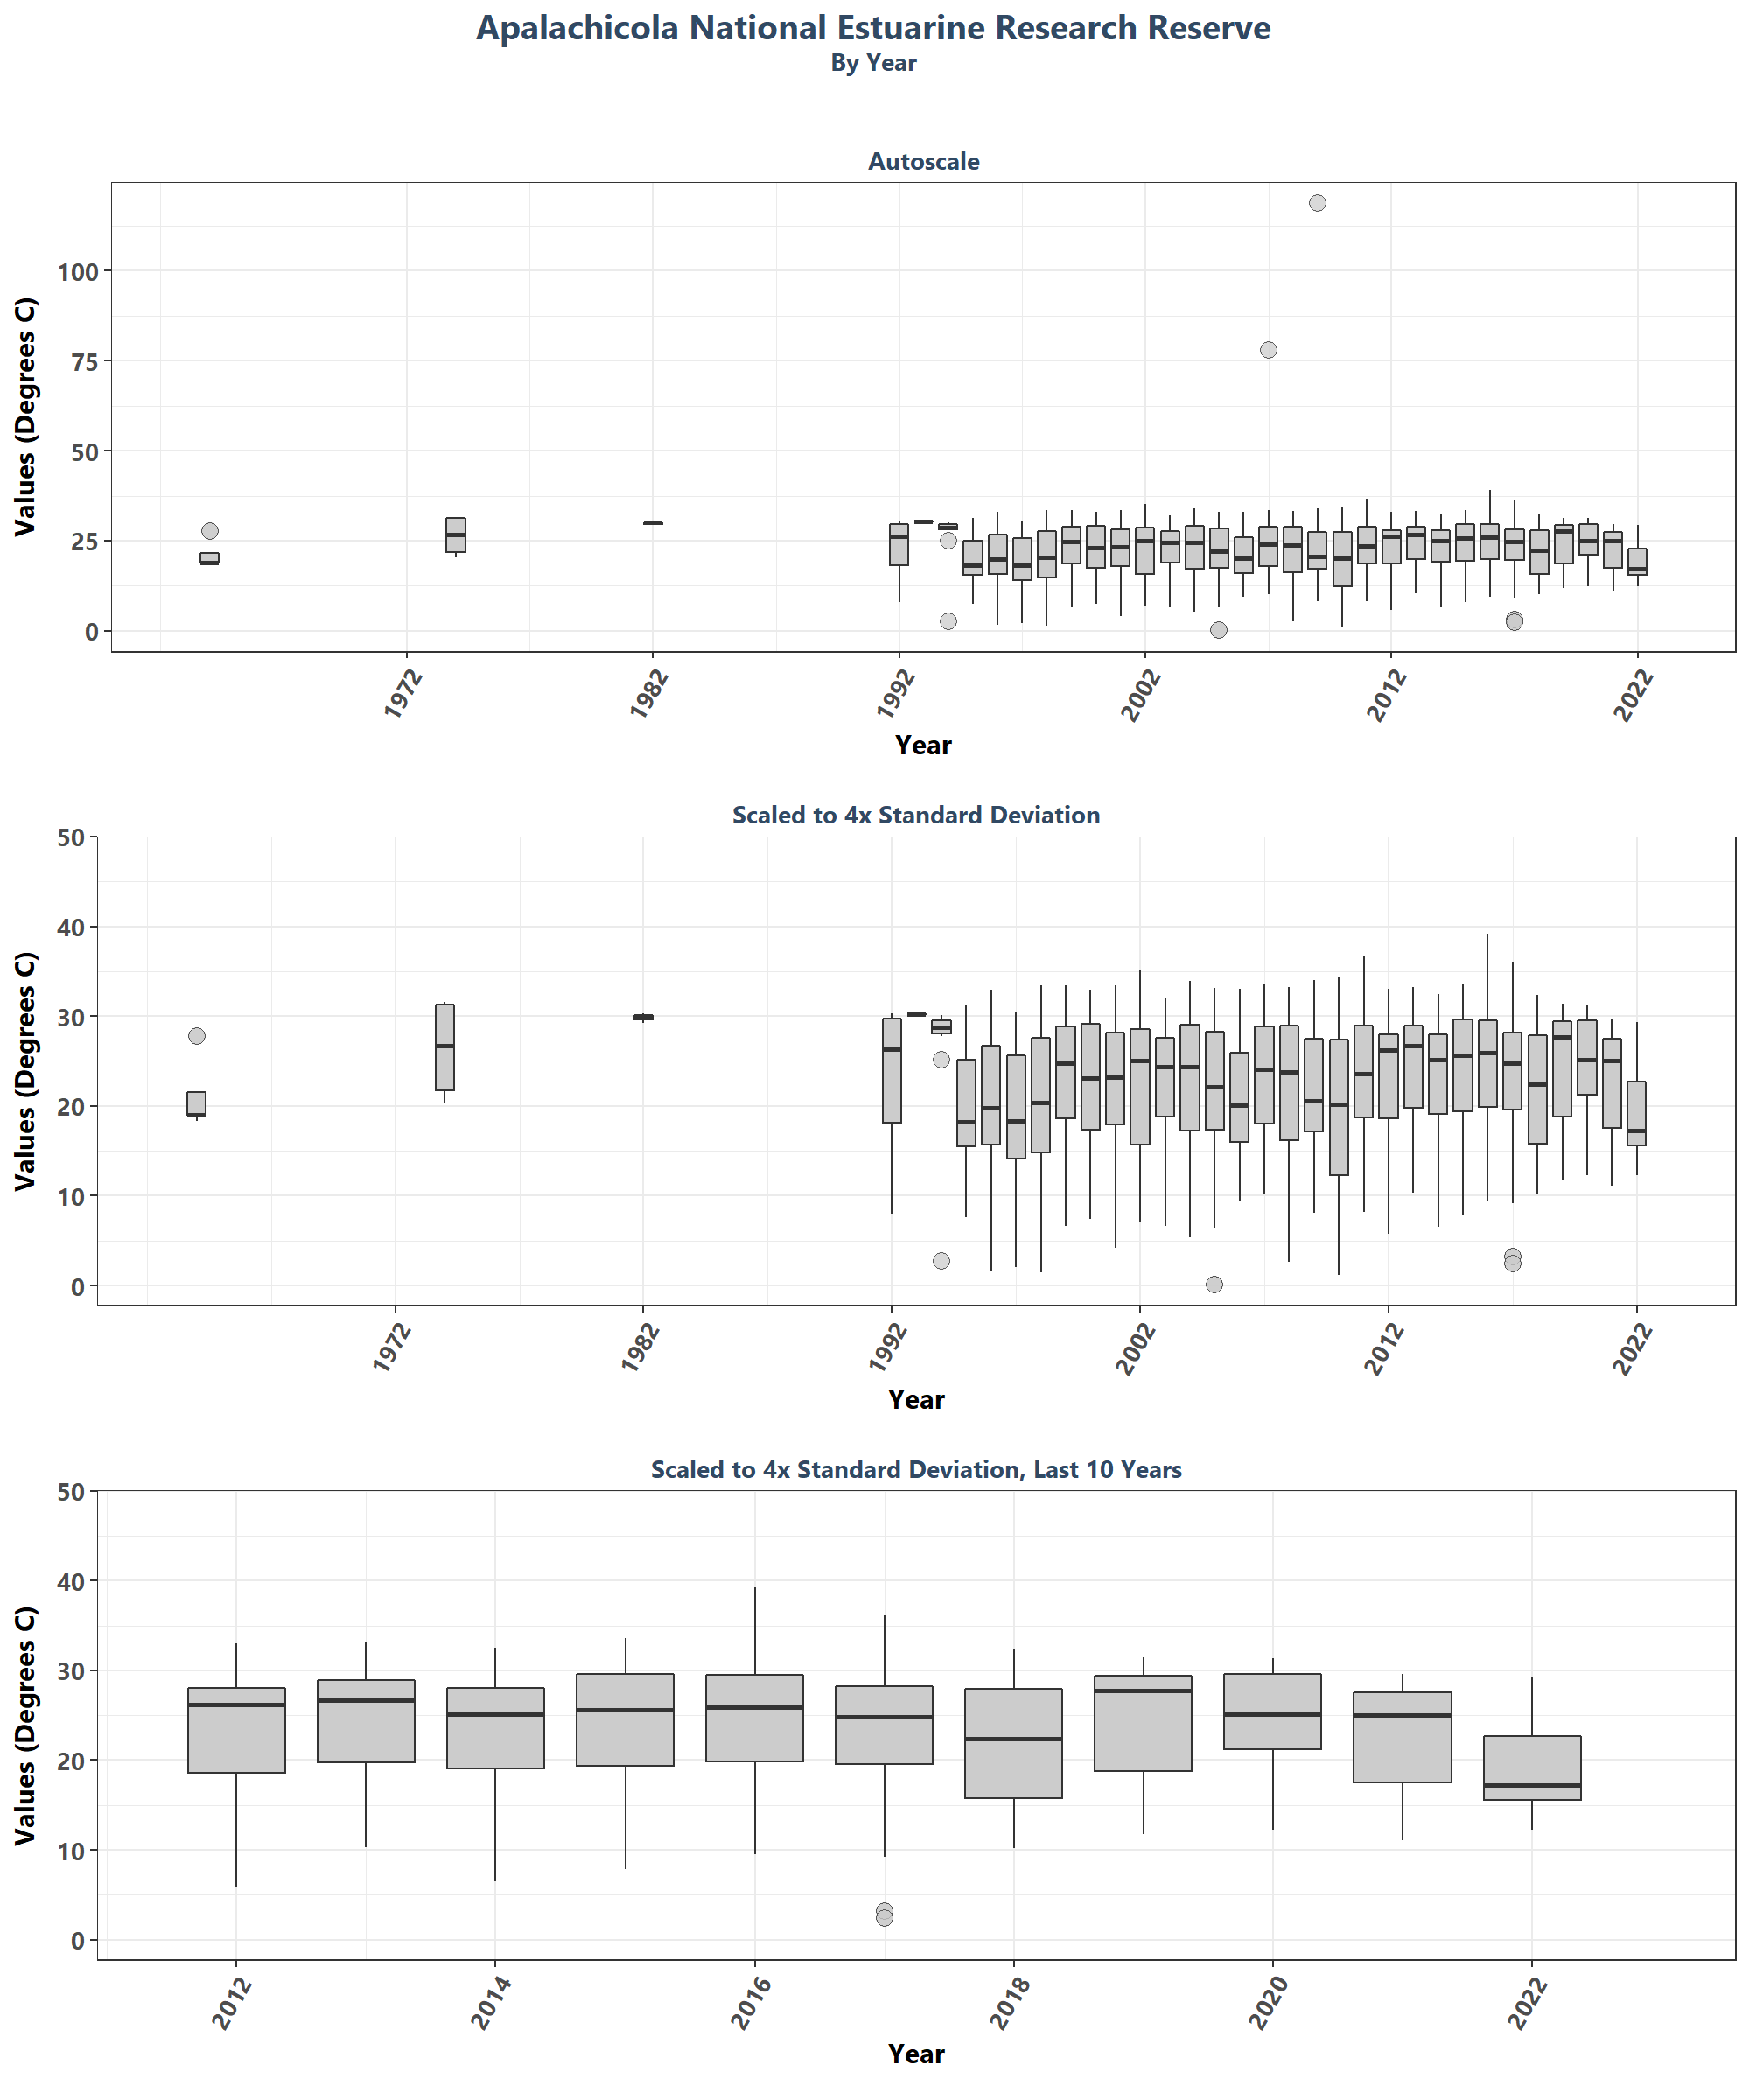 Apalachicola National Estuarine Research Reserve
By Year
Autoscale
Values (Degrees C)
100
75
50
25
0
1972 1982 1992 2002 2012 2022
Year
Scaled to 4x Standard Deviation
Values (Degrees C)
50
40
30
20
10
0
1972 1982 1992 2002 2012 2022
Year
Scaled to 4x Standard Deviation, Last 10 Years
Values (Degrees C)
50
40
30
20
10
0
2012 2014 2016 2018 2020 2022
Year